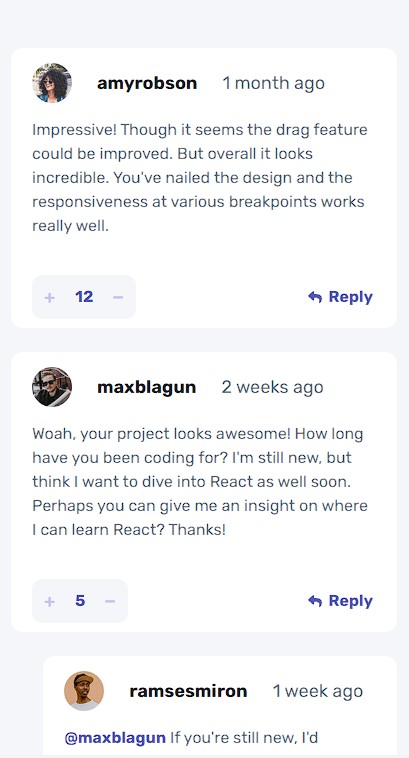 amyrobson 1 month ago
Impressive! Though it seems the drag feature
could be improved. But overall it looks
incredible. You've nailed the design and the
responsiveness at various breakpoints works
really well.
+ 12 − Reply
maxblagun 2 weeks ago
Woah, your project looks awesome! How long
have you been coding for? I'm still new, but
think I want to dive into React as well soon.
Perhaps you can give me an insight on where
I can learn React? Thanks!
+ 5 − Reply
ramsesmiron 1 week ago
@maxblagun If you're still new, I'd